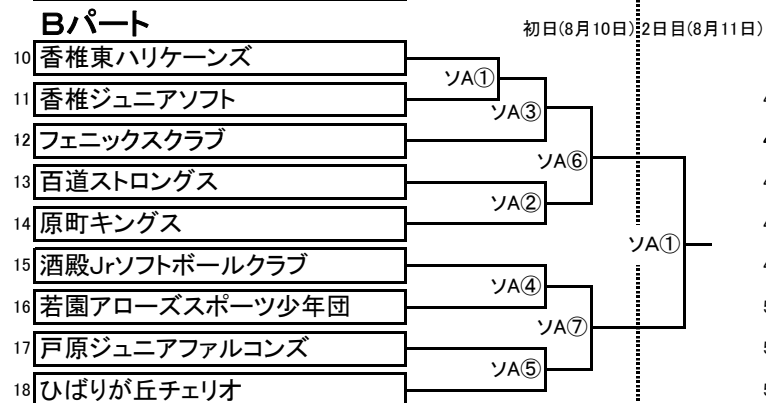 Bパート
初日(8月10日) 2日目(8月11日)
10 香椎東ハリケーンズ
ソA①
11 香椎ジュニアソフト
ソA③
12 フェニックスクラブ
ソA⑥
13 百道ストロングス
ソA②
14 原町キングス
ソA①
15 酒殿Jrソフトボールクラブ
ソA④
16 若園アローズスポーツ少年団
ソA⑦
17 戸原ジュニアファルコンズ
ソA⑤
18 ひばりが丘チェリオ